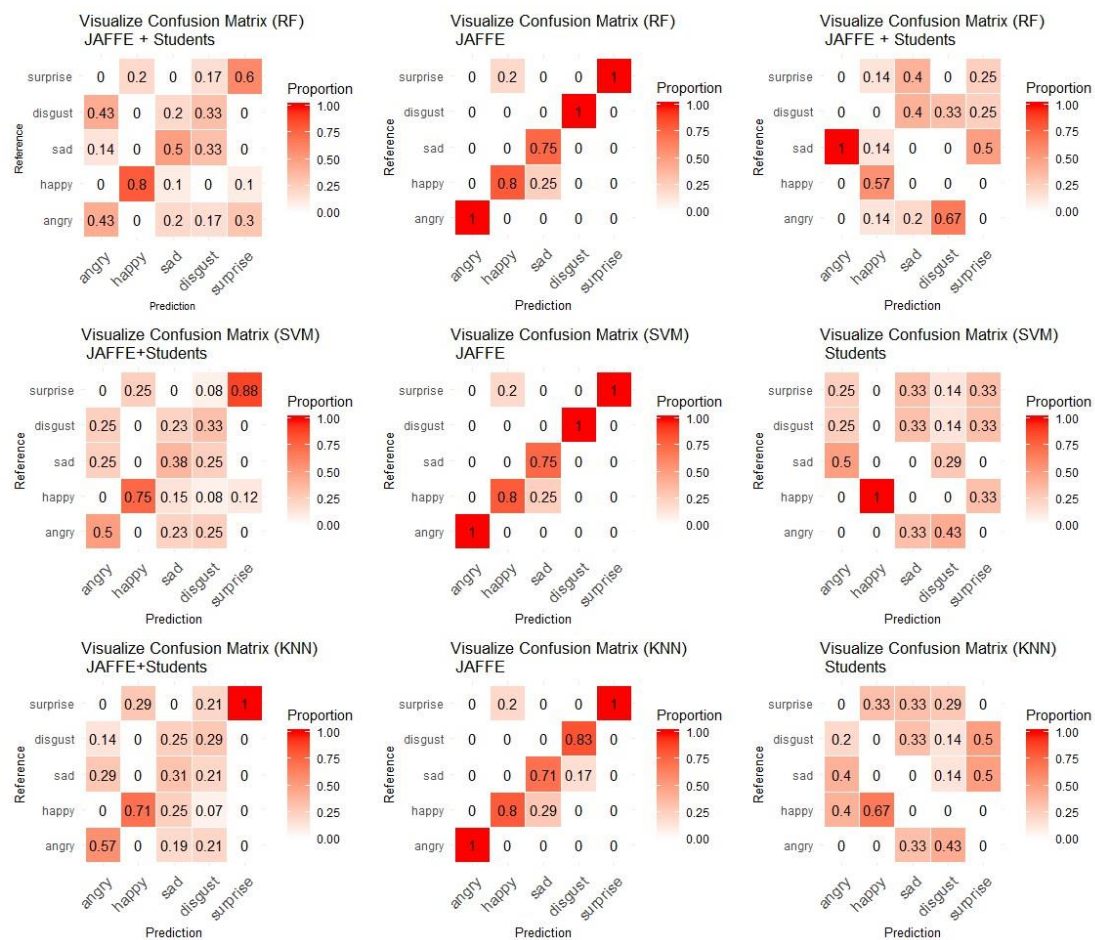 Visualize Confusion Matrix (RF)
JAFFE + Students
Reference
surprise 0 0.2 0 0.17 0.6
disgust 0.43 0 0.2 0.33 0
sad 0.14 0 0.5 0.33 0
happy 0 0.8 0.1 0 0.1
angry 0.43 0 0.2 0.17 0.3
angry happy sad disgust surprise
Prediction
Proportion
1.00
0.75
0.50
0.25
0.00
Visualize Confusion Matrix (RF)
JAFFE
Reference
surprise 0 0.2 0 0 1
disgust 0 0 0 1 0
sad 0 0 0.75 0 0
happy 0 0.8 0.25 0 0
angry 1 0 0 0 0
angry happy sad disgust surprise
Prediction
Proportion
1.00
0.75
0.50
0.25
0.00
Visualize Confusion Matrix (RF)
JAFFE + Students
Reference
surprise 0 0.14 0.4 0 0.25
disgust 0 0 0.4 0.33 0.25
sad 1 0.14 0 0 0.5
happy 0 0.57 0 0 0
angry 0 0.14 0.2 0.67 0
angry happy sad disgust surprise
Prediction
Proportion
1.00
0.75
0.50
0.25
0.00
Visualize Confusion Matrix (SVM)
JAFFE+Students
Reference
surprise 0 0.25 0 0.08 0.88
disgust 0.25 0 0.23 0.33 0
sad 0.25 0 0.38 0.25 0
happy 0 0.75 0.15 0.08 0.12
angry 0.5 0 0.23 0.25 0
angry happy sad disgust surprise
Prediction
Proportion
1.00
0.75
0.50
0.25
0.00
Visualize Confusion Matrix (SVM)
JAFFE
Reference
surprise 0 0.2 0 0 1
disgust 0 0 0 1 0
sad 0 0 0.75 0 0
happy 0 0.8 0.25 0 0
angry 1 0 0 0 0
angry happy sad disgust surprise
Prediction
Proportion
1.00
0.75
0.50
0.25
0.00
Visualize Confusion Matrix (SVM)
Students
Reference
surprise 0.25 0 0.33 0.14 0.33
disgust 0.25 0 0.33 0.14 0.33
sad 0.5 0 0 0.29 0
happy 0 1 0 0 0.33
angry 0 0 0.33 0.43 0
angry happy sad disgust surprise
Prediction
Proportion
1.00
0.75
0.50
0.25
0.00
Visualize Confusion Matrix (KNN)
JAFFE+Students
Reference
surprise 0 0.29 0 0.21 1
disgust 0.14 0 0.25 0.29 0
sad 0.29 0 0.31 0.21 0
happy 0 0.71 0.25 0.07 0
angry 0.57 0 0.19 0.21 0
angry happy sad disgust surprise
Prediction
Proportion
1.00
0.75
0.50
0.25
0.00
Visualize Confusion Matrix (KNN)
JAFFE
Reference
surprise 0 0.2 0 0 1
disgust 0 0 0 0.83 0
sad 0 0 0.71 0.17 0
happy 0 0.8 0.29 0 0
angry 1 0 0 0 0
angry happy sad disgust surprise
Prediction
Proportion
1.00
0.75
0.50
0.25
0.00
Visualize Confusion Matrix (KNN)
Students
Reference
surprise 0 0.33 0.33 0.29 0
disgust 0.2 0 0.33 0.14 0.5
sad 0.4 0 0 0.14 0.5
happy 0.4 0.67 0 0 0
angry 0 0 0.33 0.43 0
angry happy sad disgust surprise
Prediction
Proportion
1.00
0.75
0.50
0.25
0.00